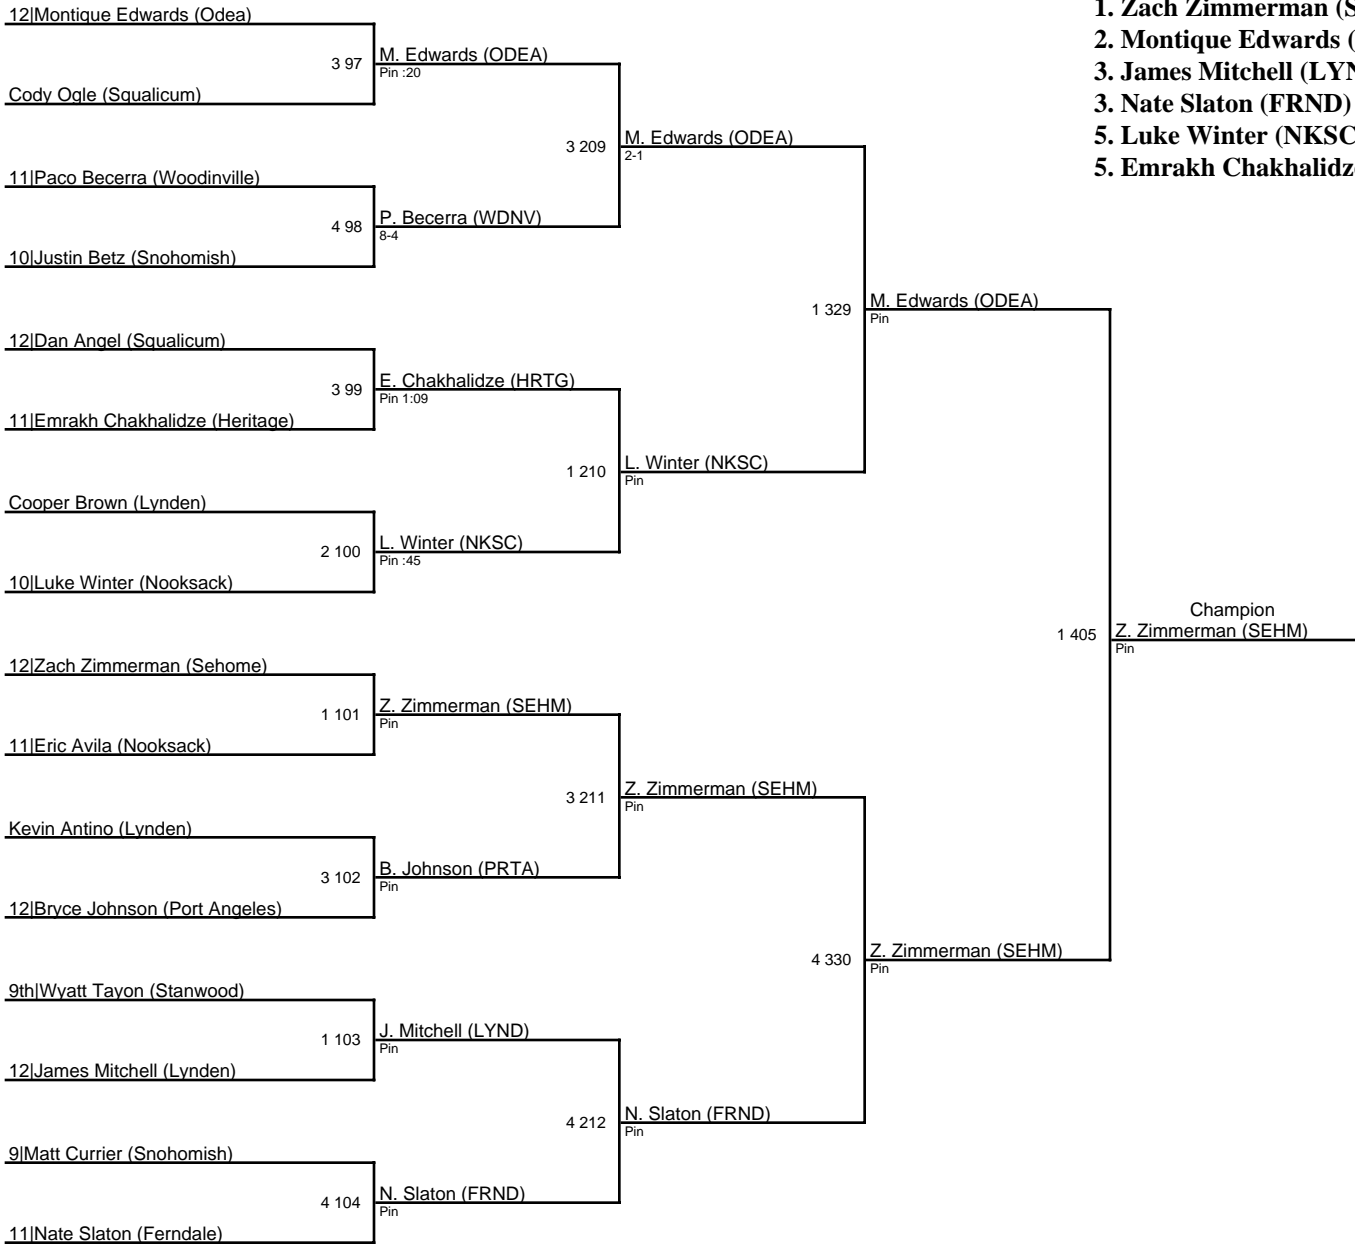 12|Montique Edwards (Odea)
3 97
M. Edwards (ODEA)
Pin :20
Cody Ogle (Squalicum)
3 209
M. Edwards (ODEA)
2-1
11|Paco Becerra (Woodinville)
4 98
P. Becerra (WDNV)
8-4
10|Justin Betz (Snohomish)
1 329
M. Edwards (ODEA)
Pin
12|Dan Angel (Squalicum)
3 99
E. Chakhalidze (HRTG)
Pin 1:09
11|Emrakh Chakhalidze (Heritage)
1 210
L. Winter (NKSC)
Pin
Cooper Brown (Lynden)
2 100
L. Winter (NKSC)
Pin :45
10|Luke Winter (Nooksack)
1 405
Champion
Z. Zimmerman (SEHM)
Pin
12|Zach Zimmerman (Sehome)
1 101
Z. Zimmerman (SEHM)
Pin
11|Eric Avila (Nooksack)
3 211
Z. Zimmerman (SEHM)
Pin
Kevin Antino (Lynden)
3 102
B. Johnson (PRTA)
Pin
12|Bryce Johnson (Port Angeles)
4 330
Z. Zimmerman (SEHM)
Pin
9th|Wyatt Tayon (Stanwood)
1 103
J. Mitchell (LYND)
Pin
12|James Mitchell (Lynden)
4 212
N. Slaton (FRND)
Pin
9|Matt Currier (Snohomish)
4 104
N. Slaton (FRND)
Pin
11|Nate Slaton (Ferndale)
1. Zach Zimmerman (S
2. Montique Edwards (
3. James Mitchell (LYN
3. Nate Slaton (FRND)
5. Luke Winter (NKSC
5. Emrakh Chakhalidz